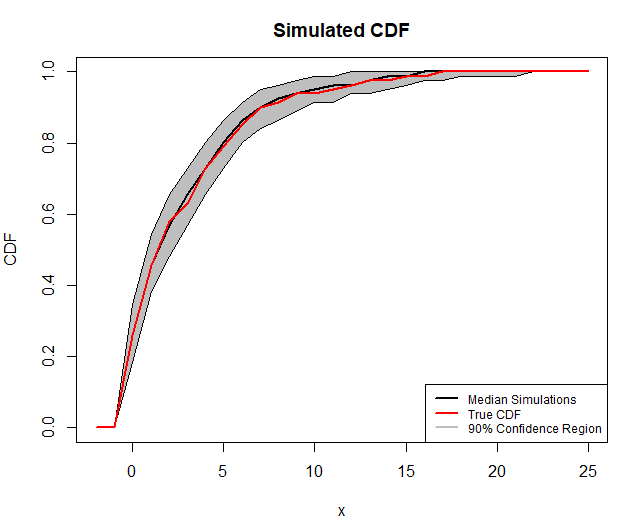 Simulated CDF
CDF
1.0
0.8
0.6
0.4
0.2
0.0
Median Simulations
True CDF
90% Confidence Region
0 5 10 15 20 25
x